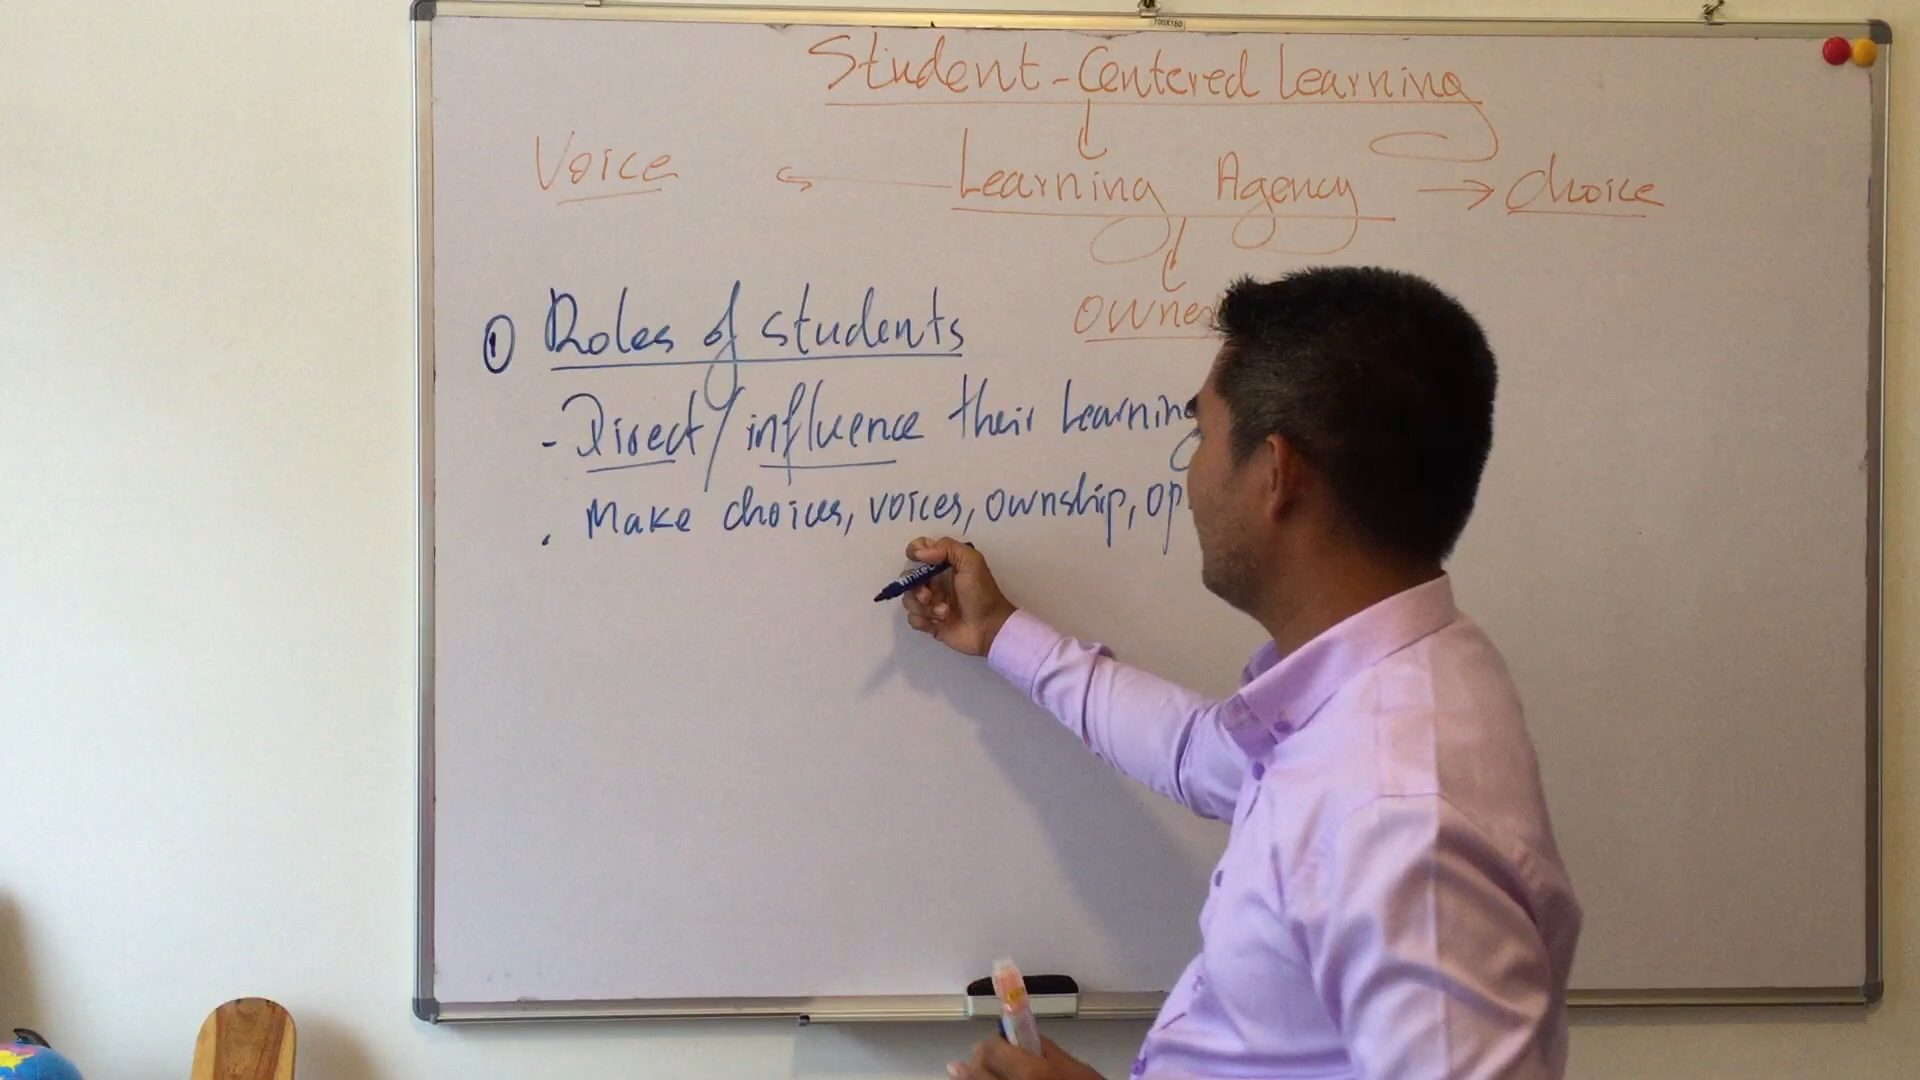 100X150
Student-Centered Learning
Voice Learning Agency choice
① Roles of students
- Direct/influence their Learning
. Make choices, voices, ownship,